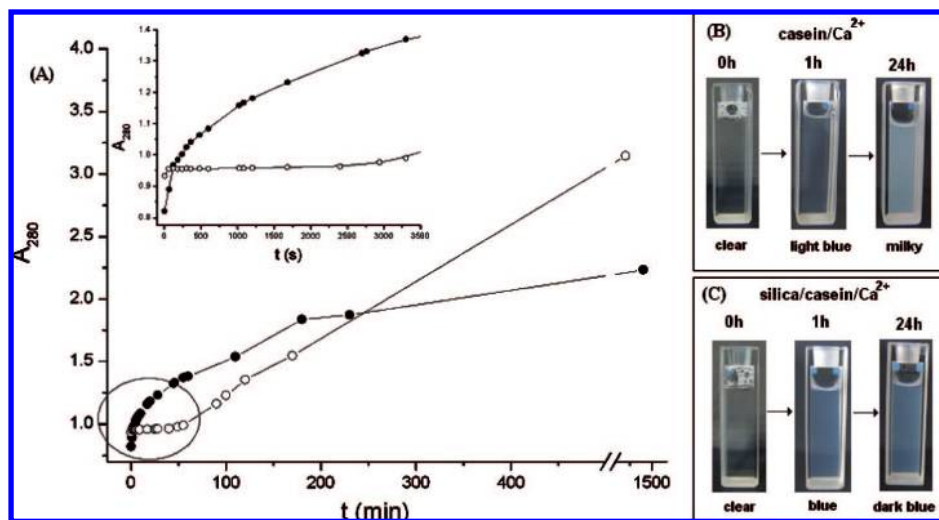 (A)
A280
4.0
3.5
3.0
2.5
2.0
1.5
1.0
0 100 200 300 400 1500
t (min)
A280
1.4
1.3
1.2
1.1
1.0
0.9
0.8
0 500 1000 1500 2000 2500 3000 3500
t (s)
(B) casein/Ca2+
0h 1h 24h
clear light blue milky
(C) silica/casein/Ca2+
0h 1h 24h
clear blue dark blue